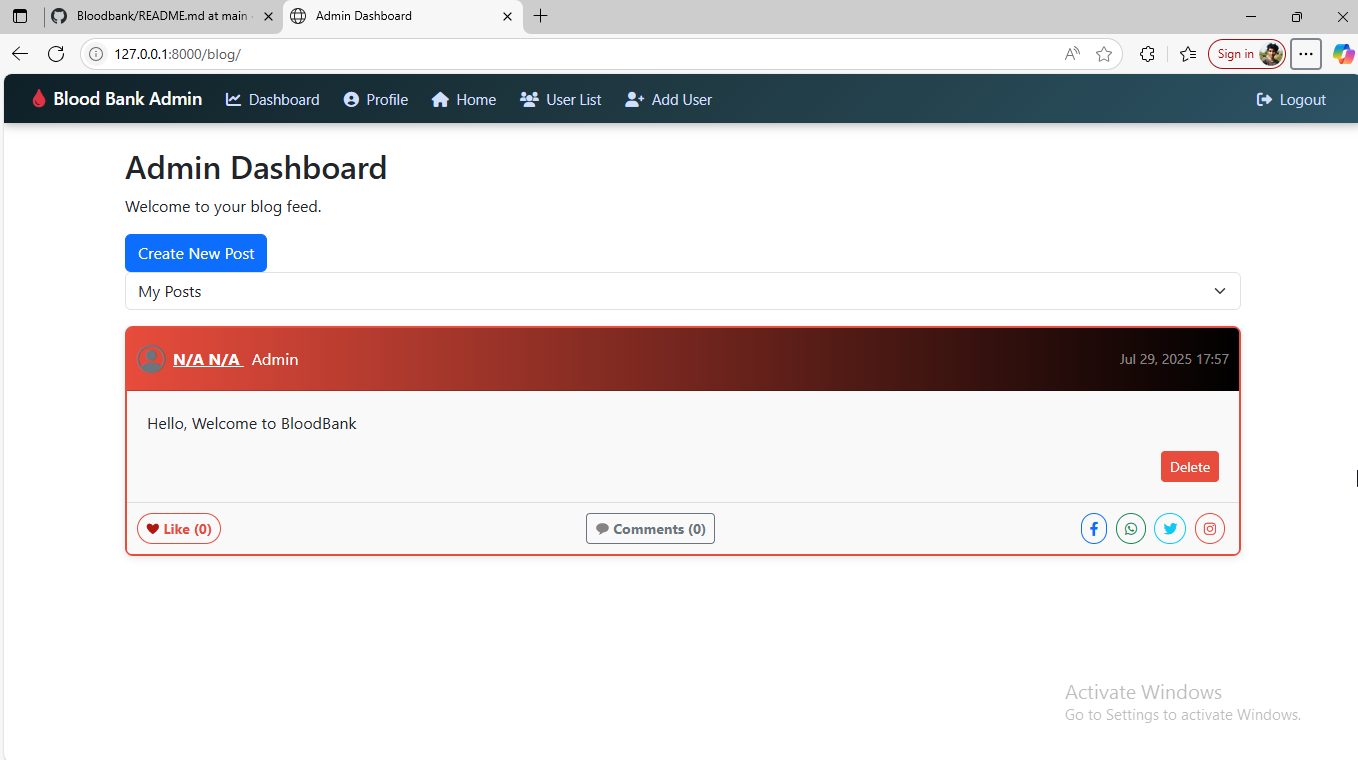 Bloodbank/README.md at main
Admin Dashboard
127.0.0.1:8000/blog/
Sign in
Blood Bank Admin
Dashboard
Profile
Home
User List
Add User
Logout
Admin Dashboard
Welcome to your blog feed.
Create New Post
My Posts
N/A N/A Admin
Jul 29, 2025 17:57
Hello, Welcome to BloodBank
Delete
Like (0)
Comments (0)
Activate Windows
Go to Settings to activate Windows.